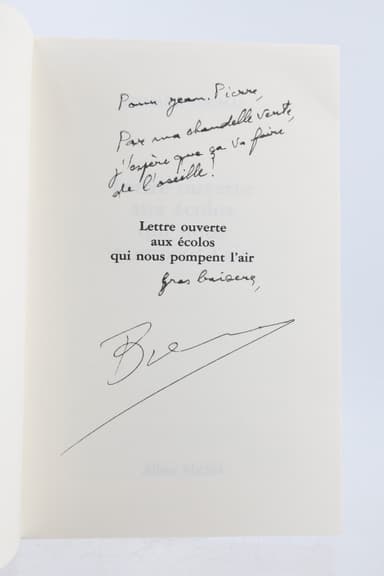 Pour Jean-Pierre,
Par ma chandelle verte,
j'espère que ça va faire
de l'oseille !
Lettre ouverte
aux écolos
qui nous pompent l'air
Gros baisers,